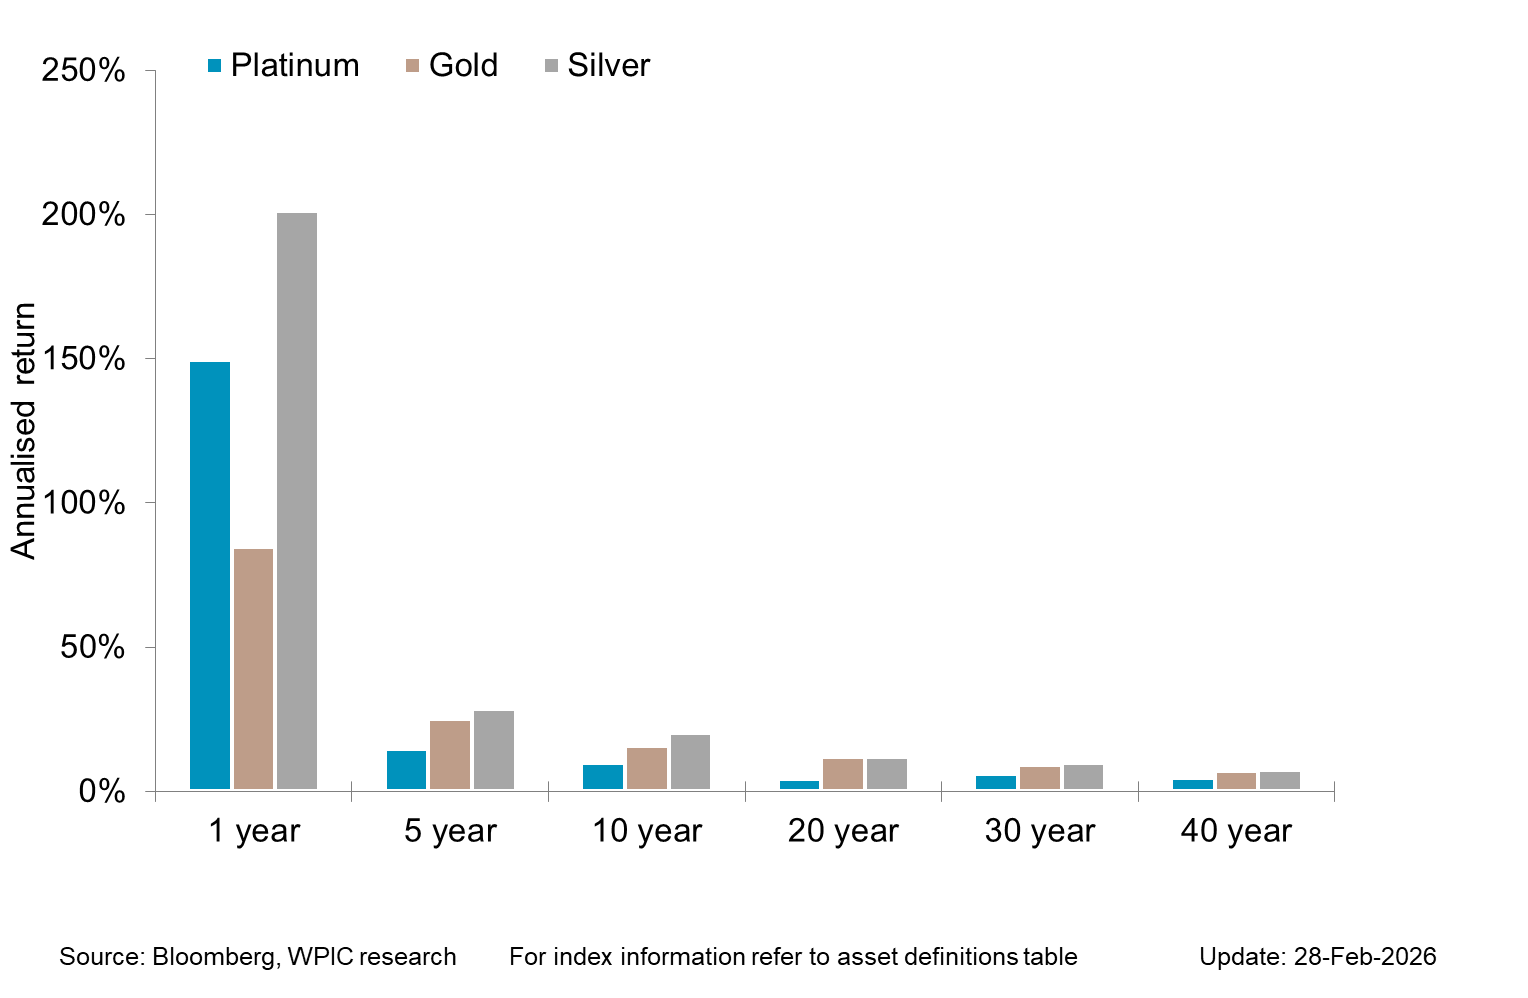 Platinum Gold Silver
250%
200%
150%
100%
50%
0%
Annualised return
1 year 5 year 10 year 20 year 30 year 40 year
Source: Bloomberg, WPIC research For index information refer to asset definitions table Update: 28-Feb-2026